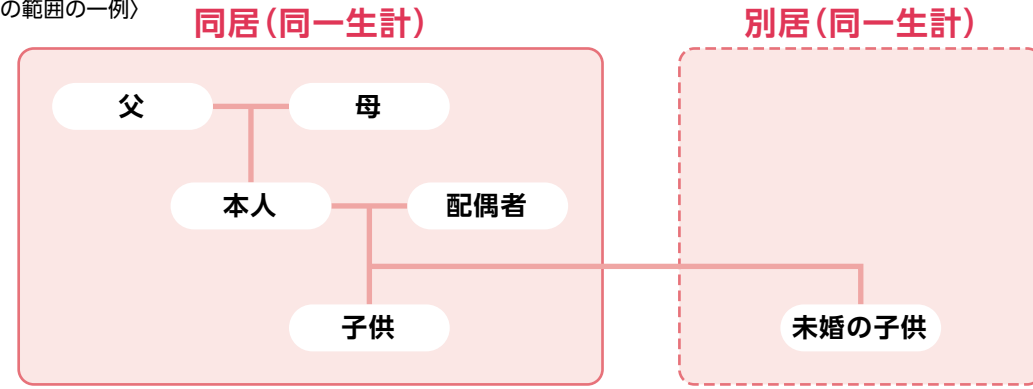 の範囲の一例〉
同居(同一生計)
別居(同一生計)
父
母
本人
配偶者
子供
未婚の子供